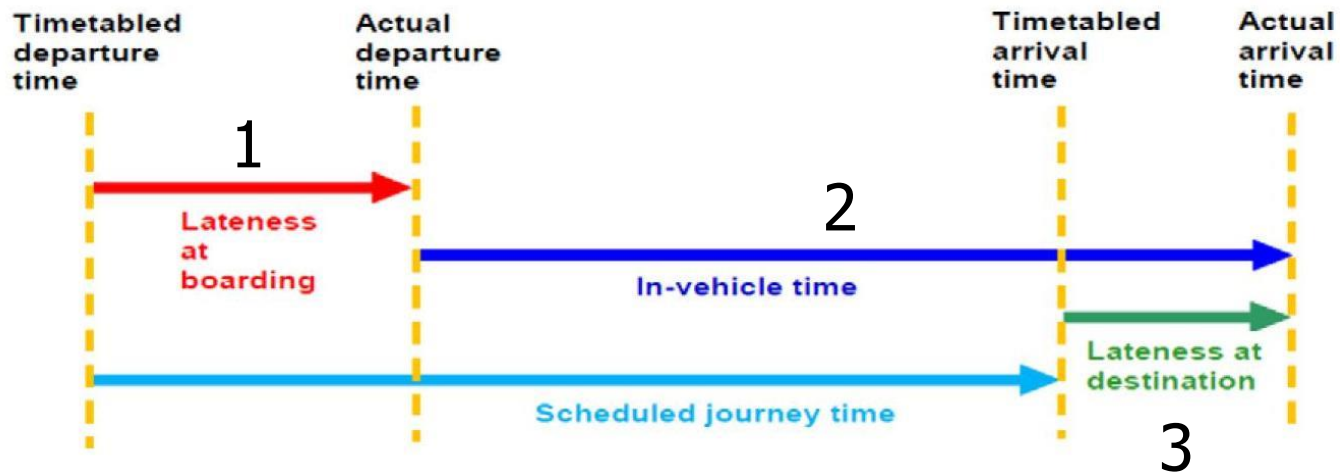 Timetabled
departure
time
Actual
departure
time
Timetabled
arrival
time
Actual
arrival
time
1
Lateness
at
boarding
2
In-vehicle time
Lateness at
destination
Scheduled journey time
3